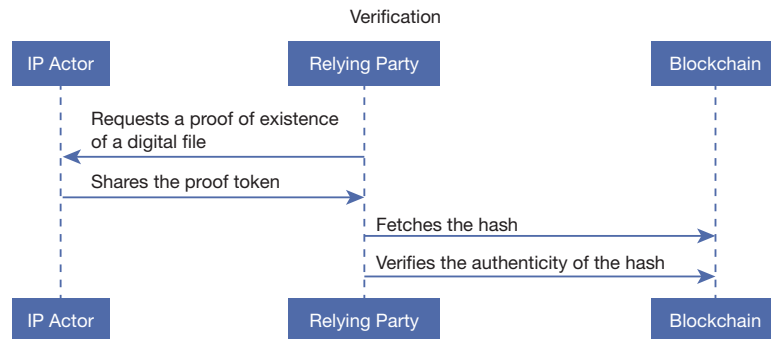 Verification
IP Actor
Relying Party
Blockchain
Requests a proof of existence
of a digital file
Shares the proof token
Fetches the hash
Verifies the authenticity of the hash
IP Actor
Relying Party
Blockchain